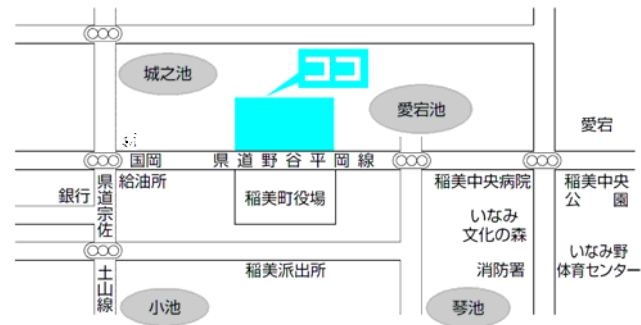 ココ
城之池
愛宕池
愛宕
国岡
県道野谷平岡線
給油所
銀行
県道宗佐
土山線
稲美町役場
稲美中央病院
稲美中央
公園
いなみ
文化の森
いなみ野
体育センター
稲美派出所
消防署
小池
琴池